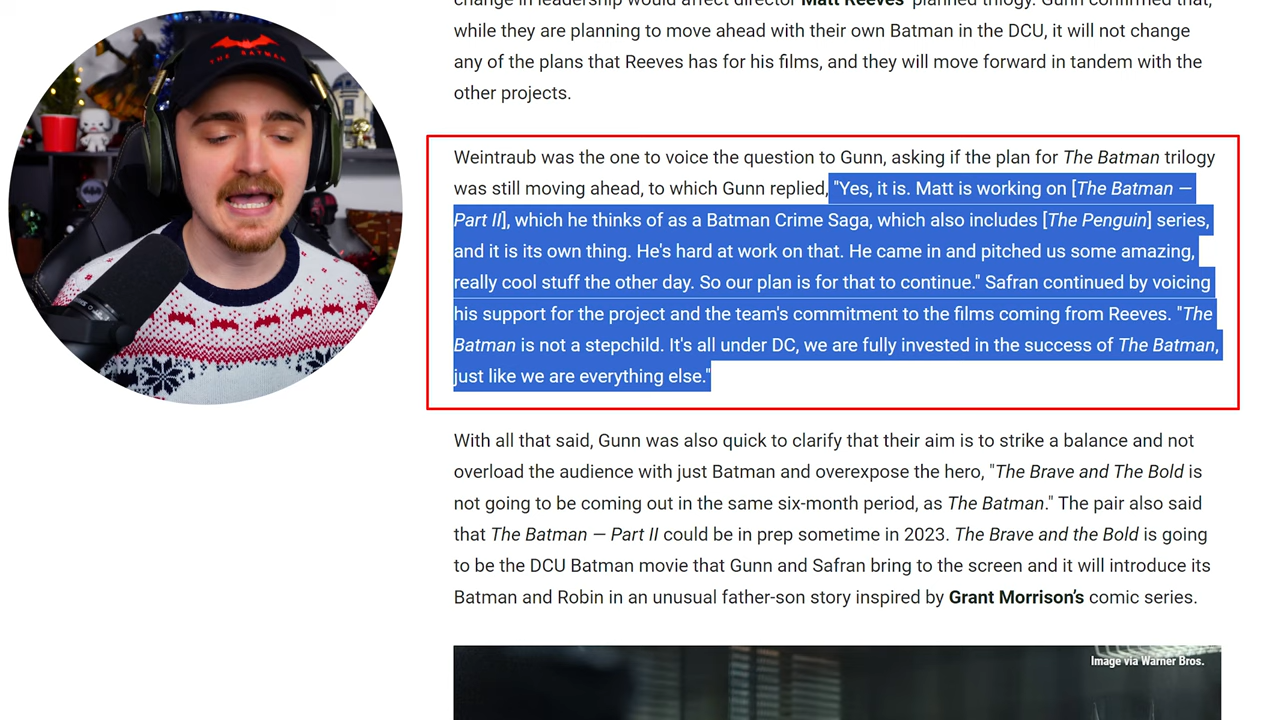 change in leadership would affect director Matt Reeves' planned trilogy. Gunn confirmed that,
while they are planning to move ahead with their own Batman in the DCU, it will not change
any of the plans that Reeves has for his films, and they will move forward in tandem with the
other projects.
THE BATMAN
Weintraub was the one to voice the question to Gunn, asking if the plan for The Batman trilogy
was still moving ahead, to which Gunn replied, "Yes, it is. Matt is working on [The Batman —
Part II], which he thinks of as a Batman Crime Saga, which also includes [The Penguin] series,
and it is its own thing. He's hard at work on that. He came in and pitched us some amazing,
really cool stuff the other day. So our plan is for that to continue." Safran continued by voicing
his support for the project and the team's commitment to the films coming from Reeves. "The
Batman is not a stepchild. It's all under DC, we are fully invested in the success of The Batman,
just like we are everything else."
With all that said, Gunn was also quick to clarify that their aim is to strike a balance and not
overload the audience with just Batman and overexpose the hero, "The Brave and The Bold is
not going to be coming out in the same six-month period, as The Batman." The pair also said
that The Batman — Part II could be in prep sometime in 2023. The Brave and the Bold is going
to be the DCU Batman movie that Gunn and Safran bring to the screen and it will introduce its
Batman and Robin in an unusual father-son story inspired by Grant Morrison's comic series.
Image via Warner Bros.